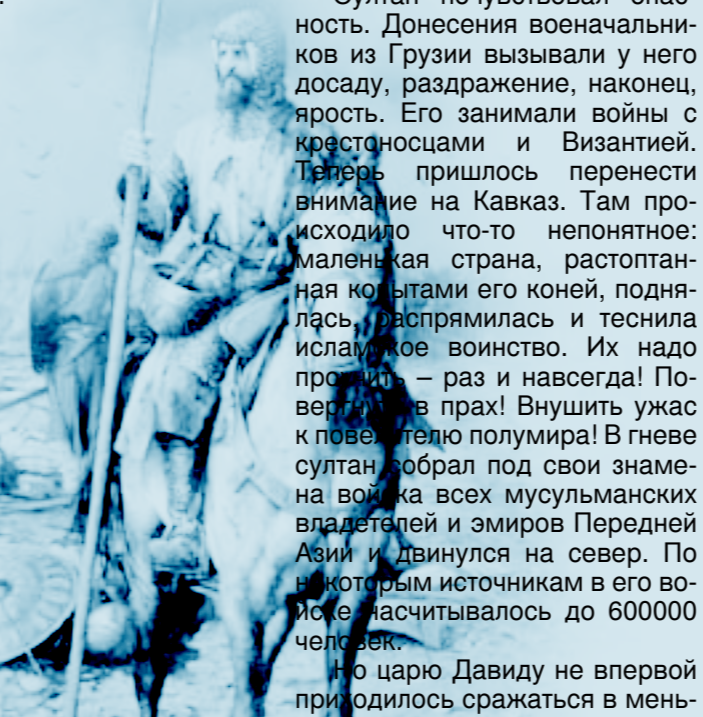 Султан почувствовал опас-
ность. Донесения военачальни-
ков из Грузии вызывали у него
досаду, раздражение, наконец,
ярость. Его занимали войны с
крестоносцами и Византией.
Теперь пришлось перенести
внимание на Кавказ. Там про-
исходило что-то непонятное:
маленькая страна, растоптан-
ная копытами его коней, подня-
лась, распрямилась и теснила
исламское воинство. Их надо
проучить – раз и навсегда! По-
вергнуть в прах! Внушить ужас
к повелителю полумира! В гневе
султан собрал под свои знаме-
на войска всех мусульманских
владетелей и эмиров Передней
Азии и двинулся на север. По
некоторым источникам в его во-
йске насчитывалось до 600000
человек.
Но царю Давиду не впервой
приходилось сражаться в мень-